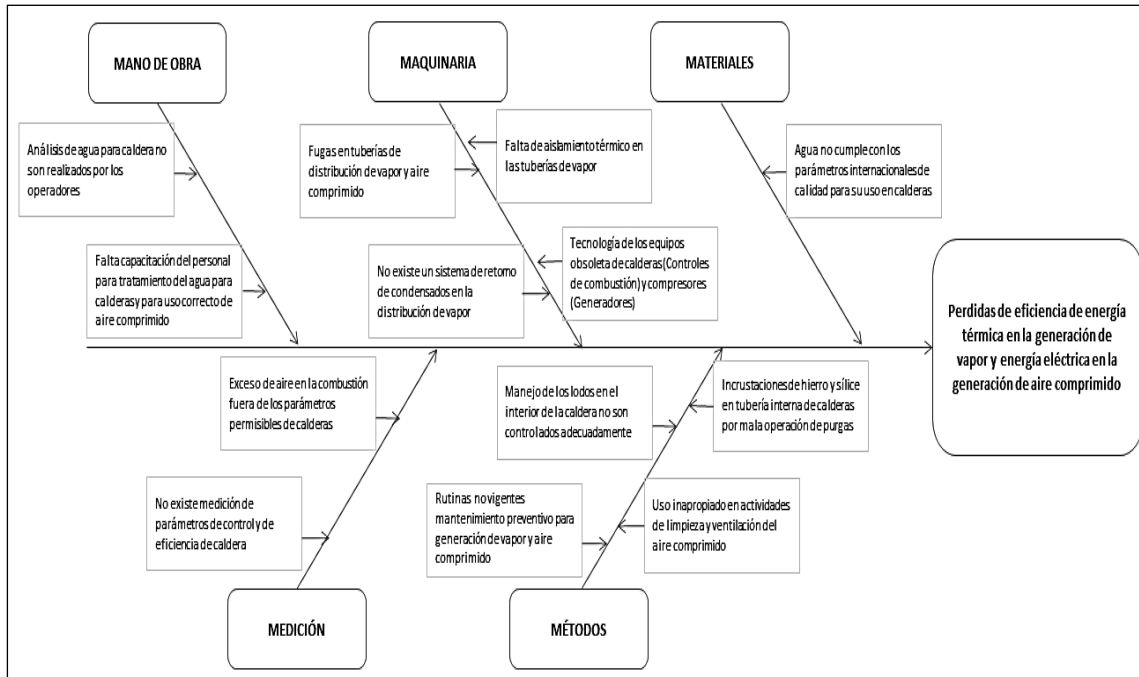 MANO DE OBRA
MAQUINARIA
MATERIALES
Análisis de agua para caldera no
son realizados por los
operadores
Fugas en tuberías de
distribución de vapor y aire
comprimido
Falta de aislamiento térmico en
las tuberías de vapor
Agua no cumple con los
parámetros internacionales de
calidad para su uso en calderas
Falta capacitación del personal
para tratamiento del agua para
calderas y para uso correcto de
aire comprimido
No existe un sistema de retorno
de condensados en la
distribución de vapor
Tecnología de los equipos
obsoleta de calderas(Controles
de combustión) y compresores
(Generadores)
Perdidas de eficiencia de energía
térmica en la generación de
vapor y energía eléctrica en la
generación de aire comprimido
Exceso de aire en la combustión
fuera de los parámetros
permisibles de calderas
Manejo de los lodos en el
interior de la caldera no son
controlados adecuadamente
Incrustaciones de hierro y sílice
en tubería interna de calderas
por mala operación de purgas
No existe medición de
parámetros de control y de
eficiencia de caldera
Rutinas no vigentes
mantenimiento preventivo para
generación de vapor y aire
comprimido
Uso inapropiado en actividades
de limpieza y ventilación del
aire comprimido
MEDICIÓN
MÉTODOS